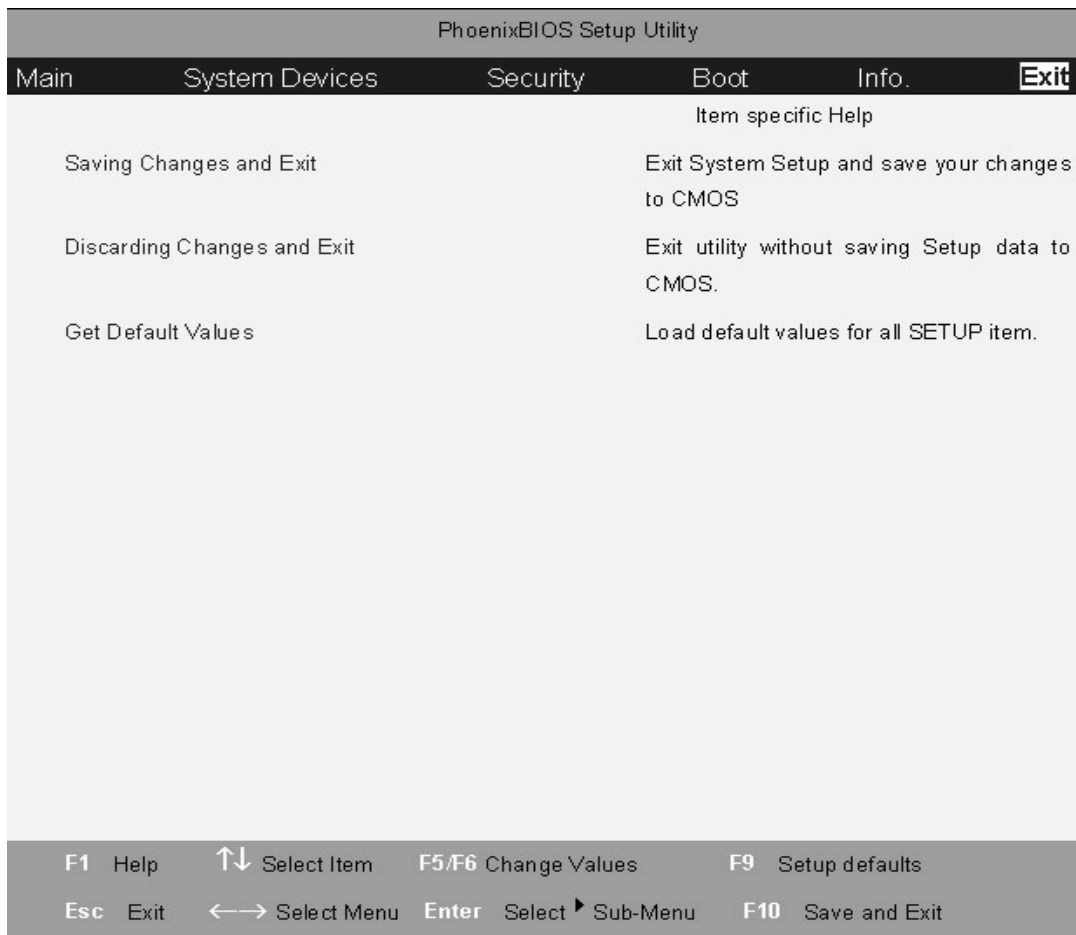 PhoenixBIOS Setup Utility
Main System Devices Security Boot Info. Exit
Item specific Help
Saving Changes and Exit Exit System Setup and save your changes
to CMOS
Discarding Changes and Exit Exit utility without saving Setup data to
CMOS.
Get Default Values Load default values for all SETUP item.
F1 Help ↑↓ Select Item F5/F6 Change Values F9 Setup defaults
Esc Exit ←→ Select Menu Enter Select ▶ Sub-Menu F10 Save and Exit